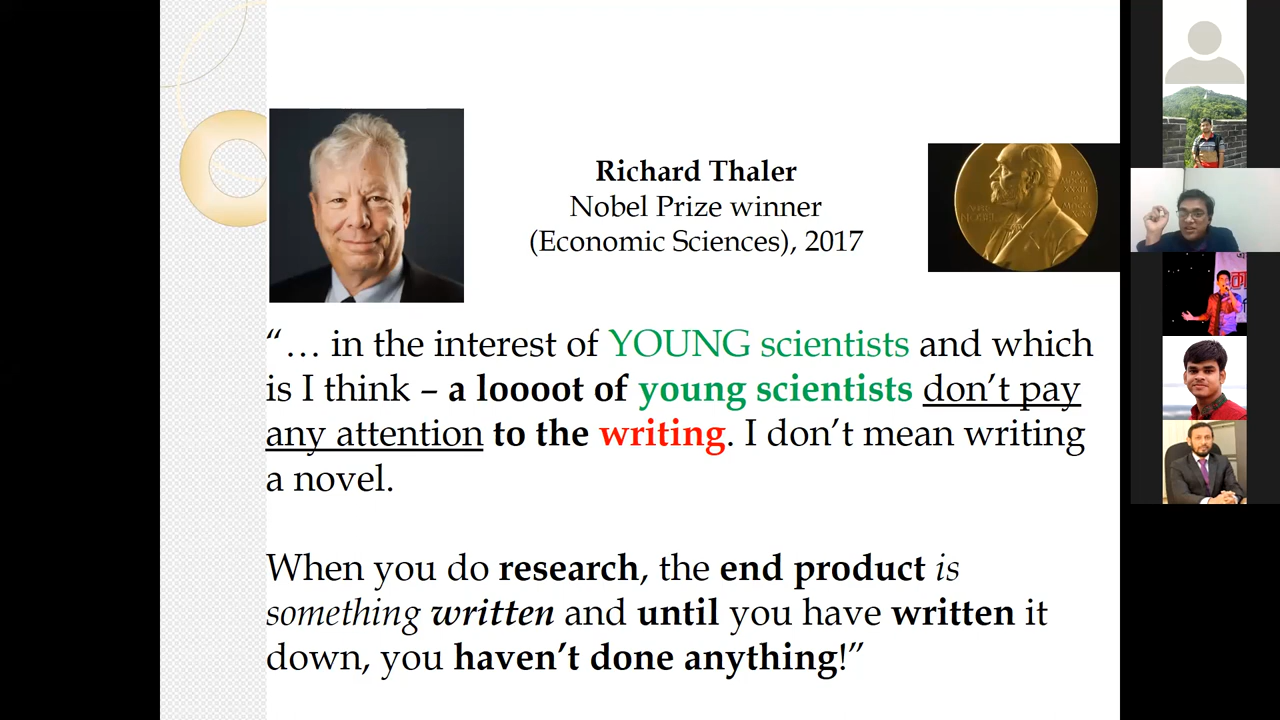 Richard Thaler
Nobel Prize winner
(Economic Sciences), 2017
“… in the interest of YOUNG scientists and which
is I think – a loooot of young scientists don’t pay
any attention to the writing. I don’t mean writing
a novel.
When you do research, the end product is
something written and until you have written it
down, you haven’t done anything!”